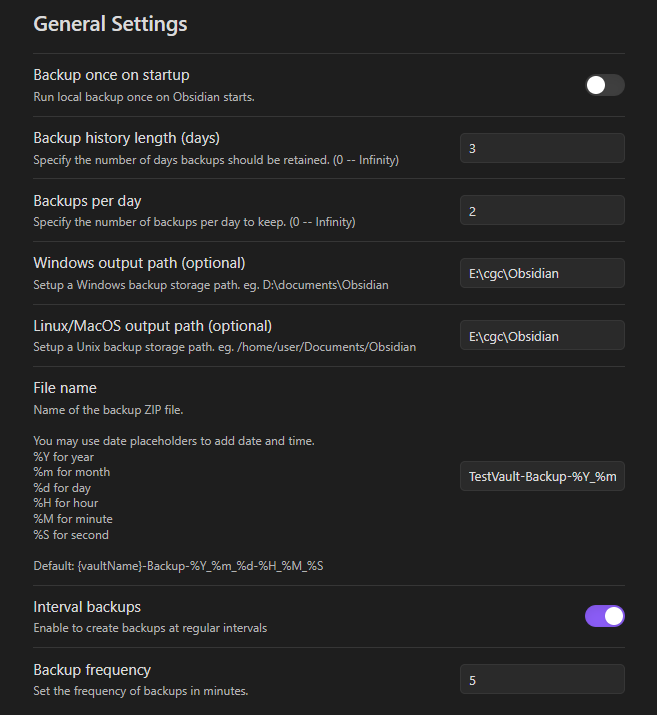 General Settings
Backup once on startup
Run local backup once on Obsidian starts.
Backup history length (days)
Specify the number of days backups should be retained. (0 -- Infinity)
3
Backups per day
Specify the number of backups per day to keep. (0 -- Infinity)
2
Windows output path (optional)
Setup a Windows backup storage path. eg. D:\documents\Obsidian
E:\cgc\Obsidian
Linux/MacOS output path (optional)
Setup a Unix backup storage path. eg. /home/user/Documents/Obsidian
E:\cgc\Obsidian
File name
Name of the backup ZIP file.
You may use date placeholders to add date and time.
%Y for year
%m for month
%d for day
%H for hour
%M for minute
%S for second
Default: {vaultName}-Backup-%Y_%m_%d-%H_%M_%S
TestVault-Backup-%Y_%m
Interval backups
Enable to create backups at regular intervals
Backup frequency
Set the frequency of backups in minutes.
5